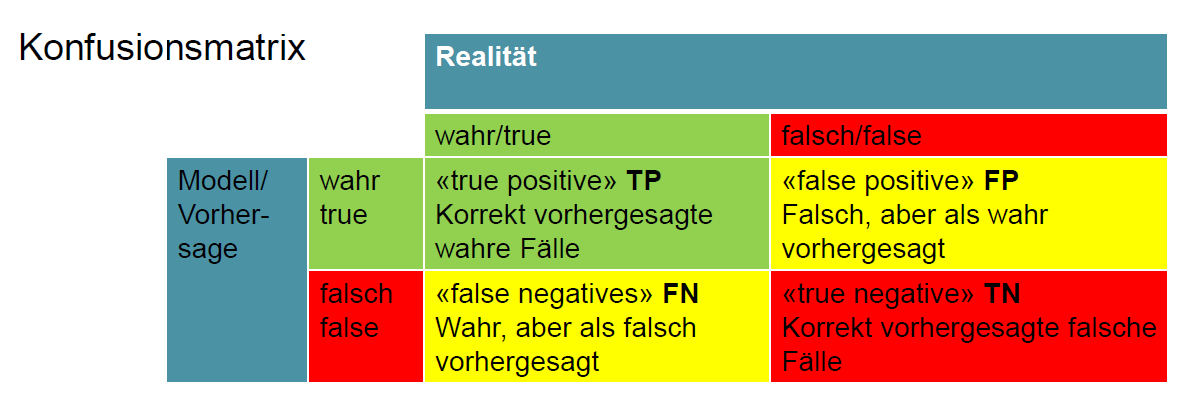 Konfusionsmatrix
Realität
wahr/true
falsch/false
Modell/
Vorher-
sage
wahr
true
«true positive» TP
Korrekt vorhergesagte
wahre Fälle
«false positive» FP
Falsch, aber als wahr
vorhergesagt
falsch
false
«false negatives» FN
Wahr, aber als falsch
vorhergesagt
«true negative» TN
Korrekt vorhergesagte falsche
Fälle